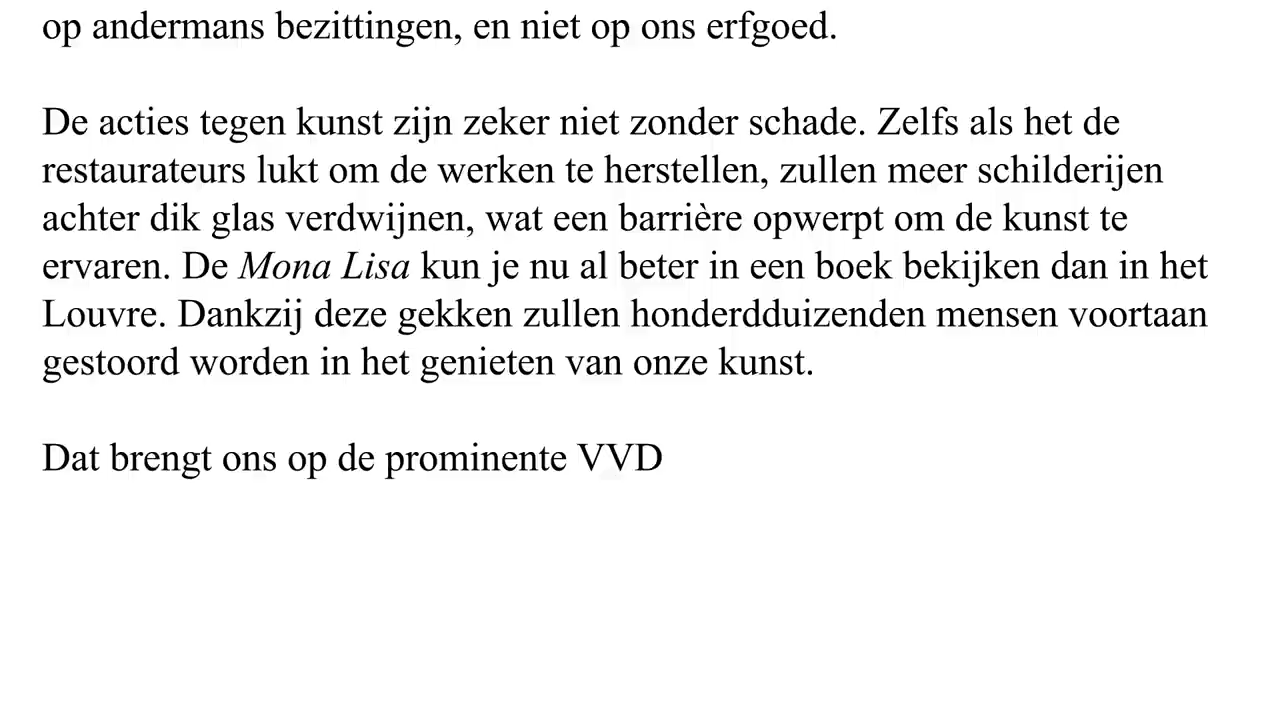 op andermans bezittingen, en niet op ons erfgoed.
De acties tegen kunst zijn zeker niet zonder schade. Zelfs als het de
restaurateurs lukt om de werken te herstellen, zullen meer schilderijen
achter dik glas verdwijnen, wat een barrière opwerpt om de kunst te
ervaren. De Mona Lisa kun je nu al beter in een boek bekijken dan in het
Louvre. Dankzij deze gekken zullen honderdduizenden mensen voortaan
gestoord worden in het genieten van onze kunst.
Dat brengt ons op de prominente VVD